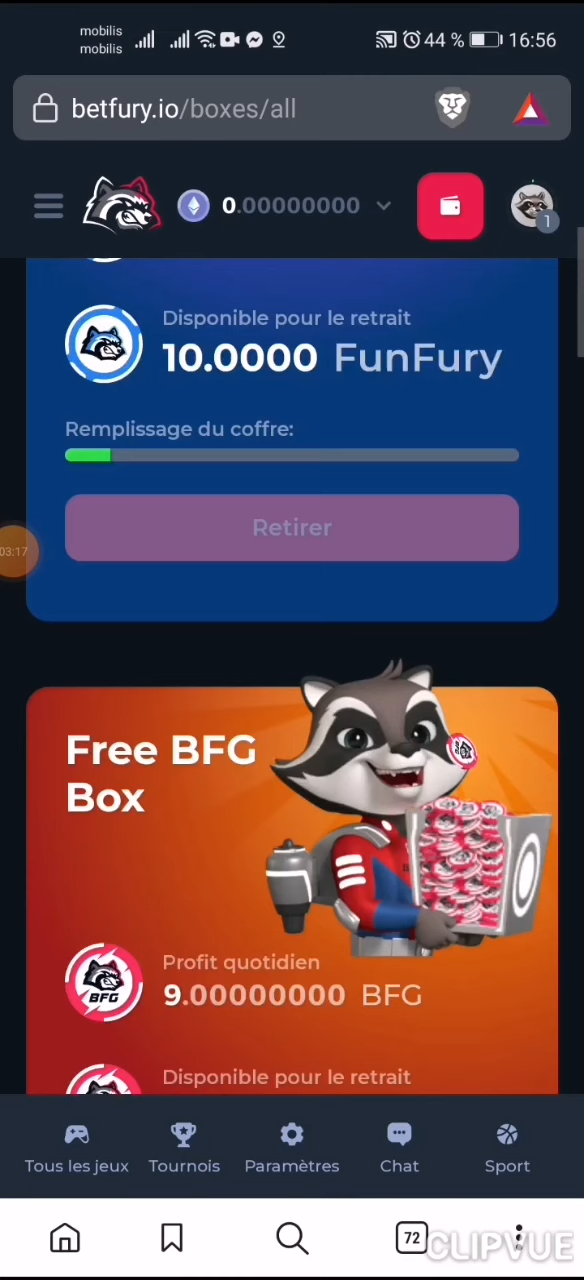 mobilis
mobilis
44 %
16:56
betfury.io/boxes/all
0.00000000
1
Disponible pour le retrait
10.0000 FunFury
Remplissage du coffre:
Retirer
03:17
Free BFG
Box
Profit quotidien
BFG
9.00000000 BFG
Disponible pour le retrait
Tous les jeux
Tournois
Paramètres
Chat
Sport
72
CLIPVUE